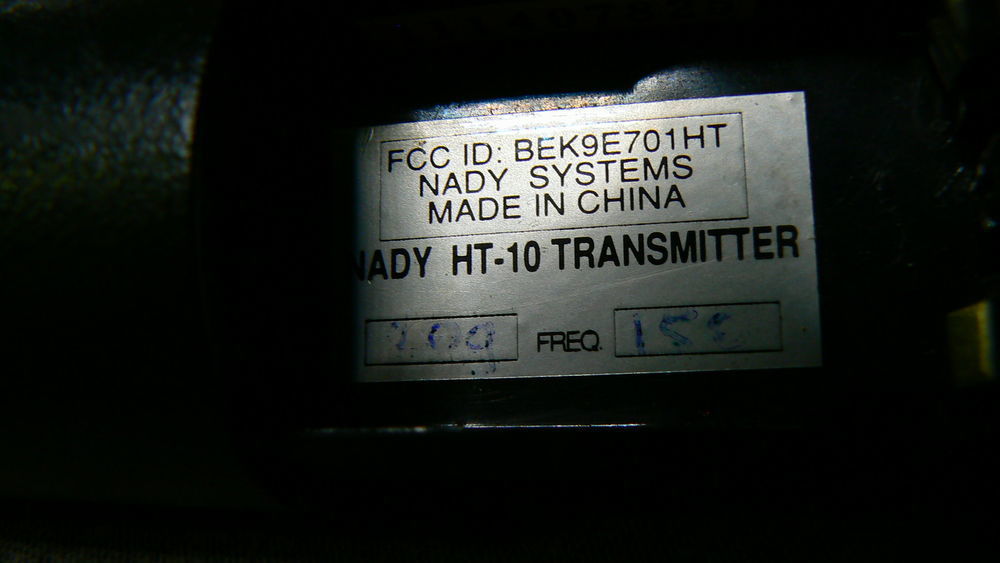 FCC ID: BEK9E701HT
NADY SYSTEMS
MADE IN CHINA
NADY HT-10 TRANSMITTER
FREQ.